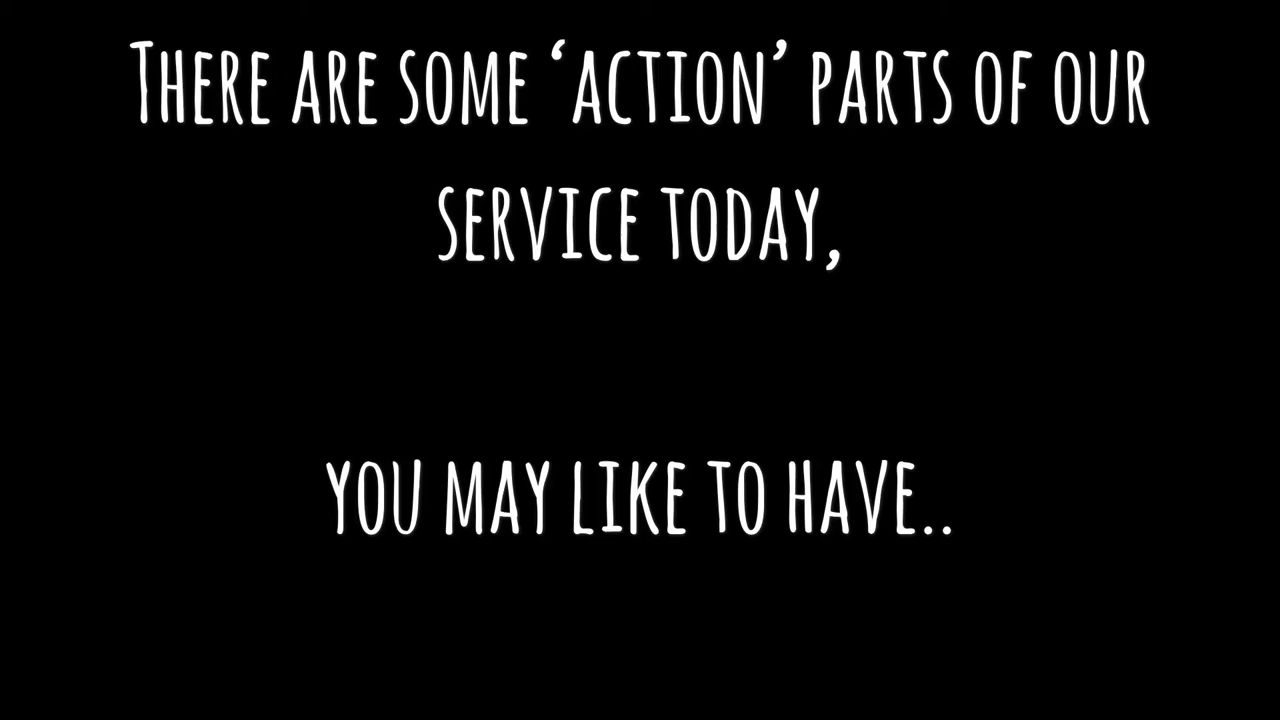 There are some ‘action’ parts of our
service today,
you may like to have..